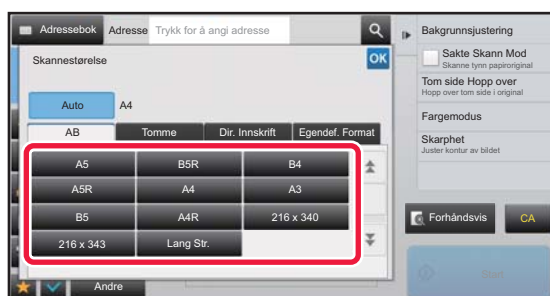 Adressebok Adresse Trykk for å angi adresse
Skannestørelse
OK
Auto A4
AB Tomme Dir. Innskrift Egendef. Format
A5 B5R B4
A5R A4 A3
B5 A4R 216 x 340
216 x 343 Lang Str.
Andre
Bakgrunnsjustering
Sakte Skann Mod
Skanne tynn papiroriginal
Tom side Hopp over
Hopp over tom side i original
Fargemodus
Skarphet
Juster kontur av bildet
Forhåndsvis CA
Start